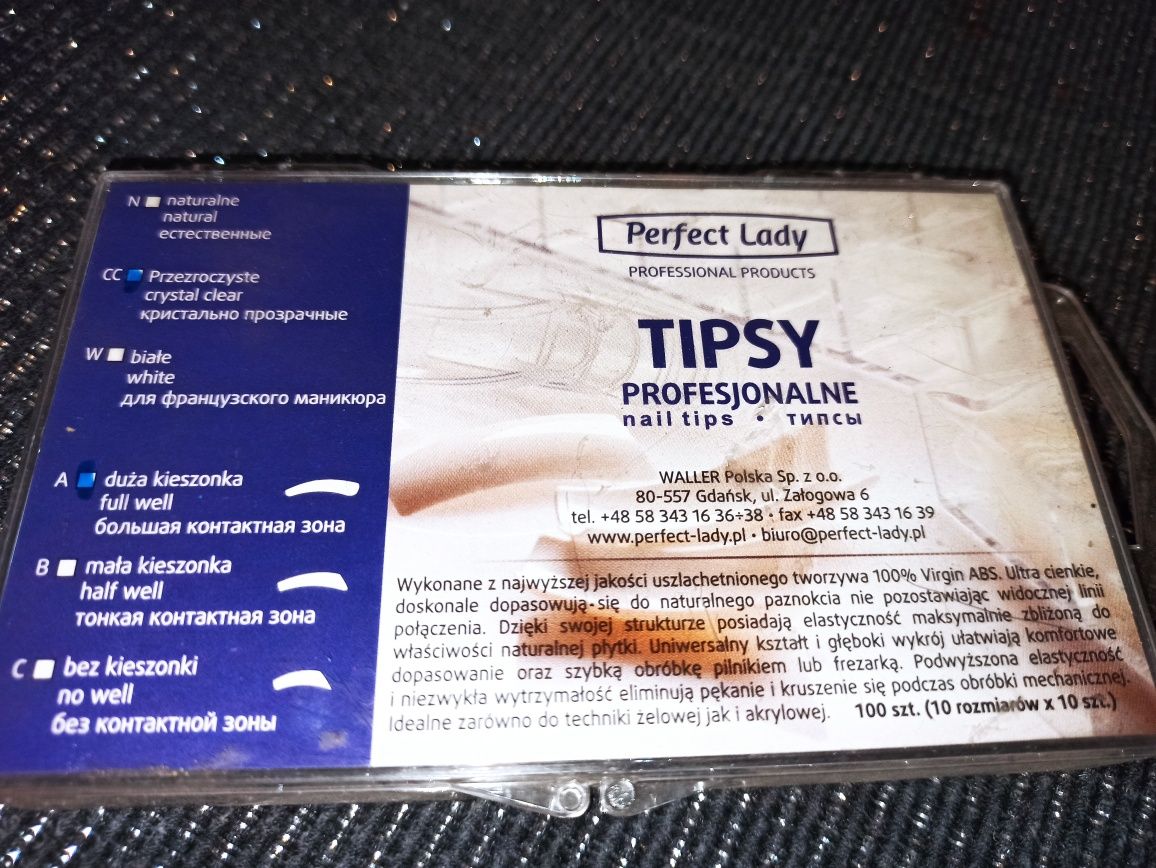 N naturalne
natural
естественные
CC Przezroczyste
crystal clear
кристально прозрачные
W białe
white
для французского маникюра
A duża kieszonka
full well
большая контактная зона
B mała kieszonka
half well
тонкая контактная зона
C bez kieszonki
no well
без контактной зоны
Perfect Lady
PROFESSIONAL PRODUCTS
TIPSY
PROFESJONALNE
nail tips • типсы
WALLER Polska Sp. z o.o.
80-557 Gdańsk, ul. Załogowa 6
tel. +48 58 343 16 36÷38 • fax +48 58 343 16 39
www.perfect-lady.pl • biuro@perfect-lady.pl
Wykonane z najwyższej jakości uszlachetnionego tworzywa 100% Virgin ABS. Ultra cienkie,
doskonale dopasowują się do naturalnego paznokcia nie pozostawiając widocznej linii
połączenia. Dzięki swojej strukturze posiadają elastyczność maksymalnie zbliżoną do
właściwości naturalnej płytki. Uniwersalny kształt i głęboki wykrój ułatwiają komfortowe
dopasowanie oraz szybką obróbkę pilnikiem lub frezarką. Podwyższona elastyczność
i niezwykła wytrzymałość eliminują pękanie i kruszenie się podczas obróbki mechanicznej.
Idealne zarówno do techniki żelowej jak i akrylowej. 100 szt. (10 rozmiarów x 10 szt.)